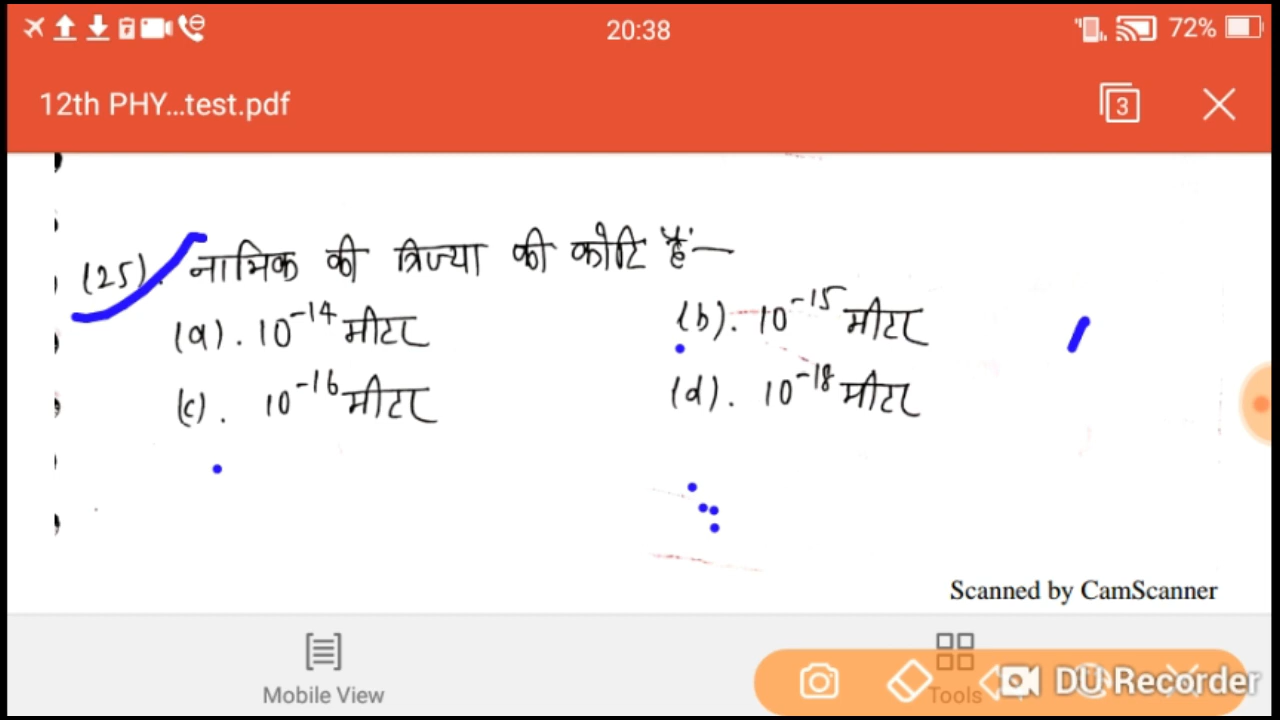 20:38
72%
12th PHY...test.pdf
3
(25). नाभिक की त्रिज्या की कोटि हैं—
(a). 10⁻¹⁴ मीटर
(b). 10⁻¹⁵ मीटर
(c). 10⁻¹⁶ मीटर
(d). 10⁻¹⁸ मीटर
Scanned by CamScanner
Mobile View
Tools
DU Recorder